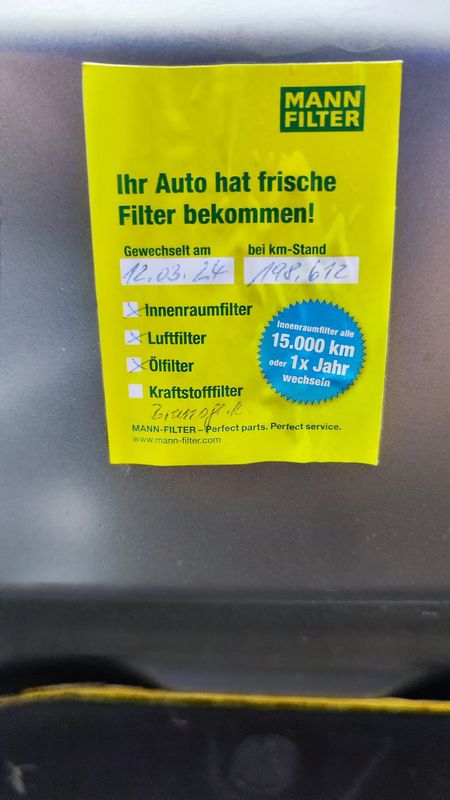 MANN
FILTER
Ihr Auto hat frische
Filter bekommen!
Gewechselt am
bei km-Stand
12.03.24
198.612
Innenraumfilter
Luftfilter
Ölfilter
Kraftstofffilter
Innenraumfilter alle
15.000 km
oder 1x Jahr
wechseln
MANN-FILTER – Perfect parts. Perfect service.
www.mann-filter.com